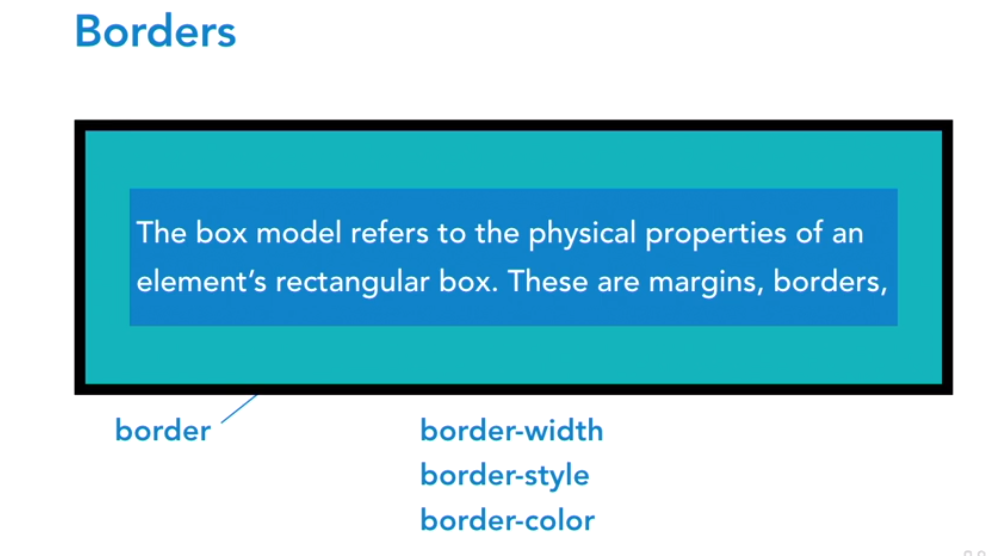 Borders
The box model refers to the physical properties of an
element’s rectangular box. These are margins, borders,
border
border-width
border-style
border-color